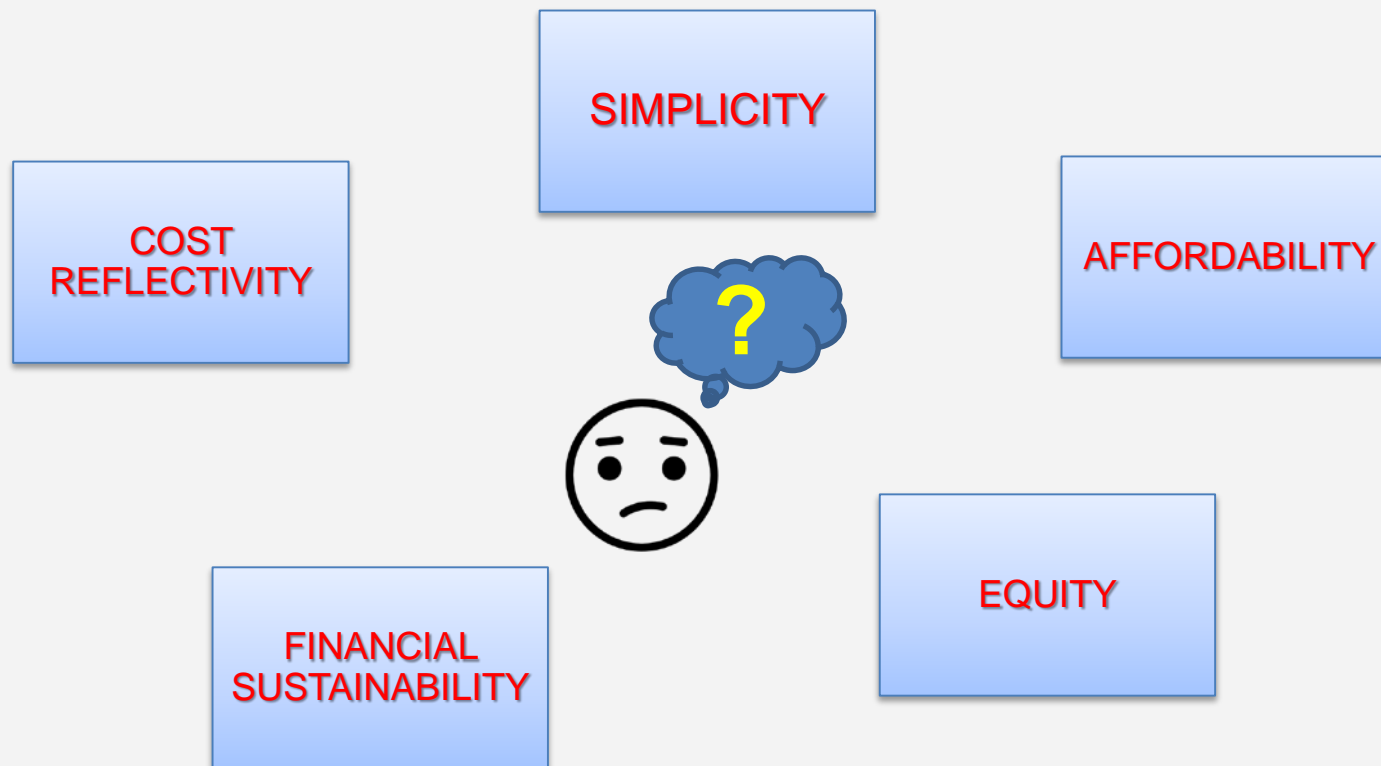 SIMPLICITY
COST
REFLECTIVITY
AFFORDABILITY
?
EQUITY
FINANCIAL
SUSTAINABILITY